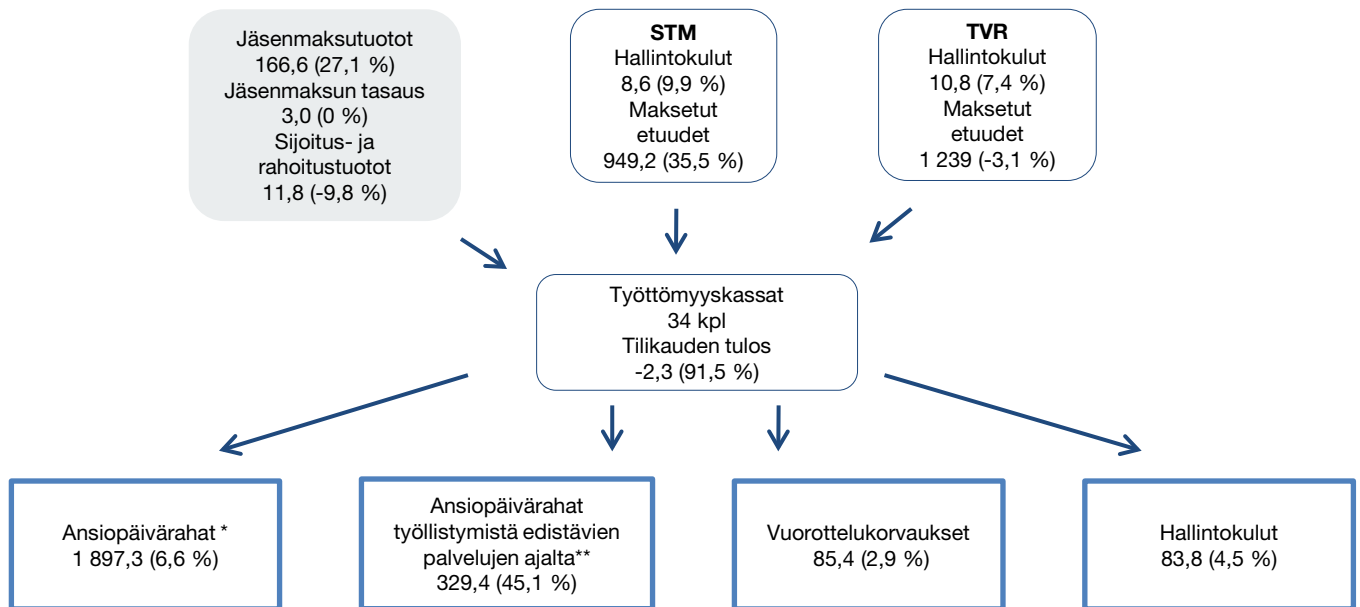 Jäsenmaksutuotot
166,6 (27,1 %)
Jäsenmaksun tasaus
3,0 (0 %)
Sijoitus- ja
rahoitustuotot
11,8 (-9,8 %)
STM
Hallintokulut
8,6 (9,9 %)
Maksetut
etuudet
949,2 (35,5 %)
TVR
Hallintokulut
10,8 (7,4 %)
Maksetut
etuudet
1 239 (-3,1 %)
Työttömyyskassat
34 kpl
Tilikauden tulos
-2,3 (91,5 %)
Ansiopäivärahat *
1 897,3 (6,6 %)
Ansiopäivärahat
työllistymistä edistävien
palvelujen ajalta**
329,4 (45,1 %)
Vuorottelukorvaukset
85,4 (2,9 %)
Hallintokulut
83,8 (4,5 %)